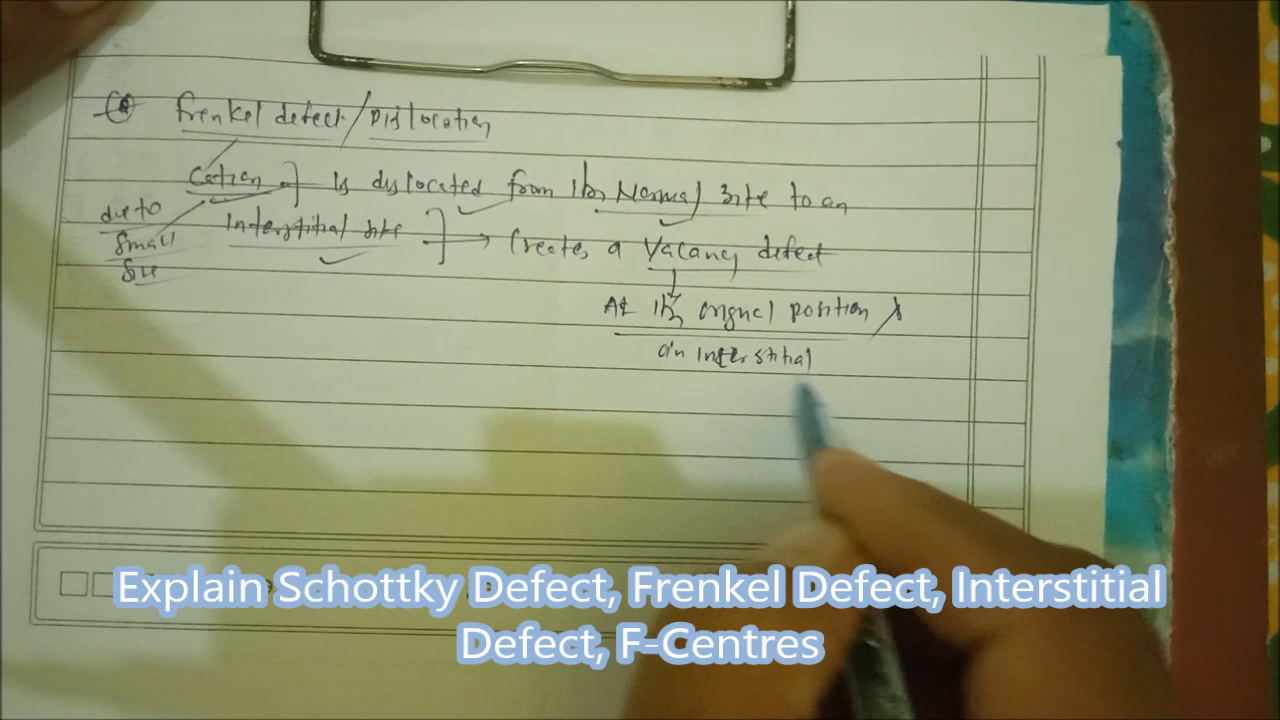 Frenkel defect/Dislocation
Cation } is dislocated from its Normal site to an
due to
small
size
Interstitial site } → Creates a Vacancy defect
At its original position &
an interstitial
Explain Schottky Defect, Frenkel Defect, Interstitial
Defect, F-Centres